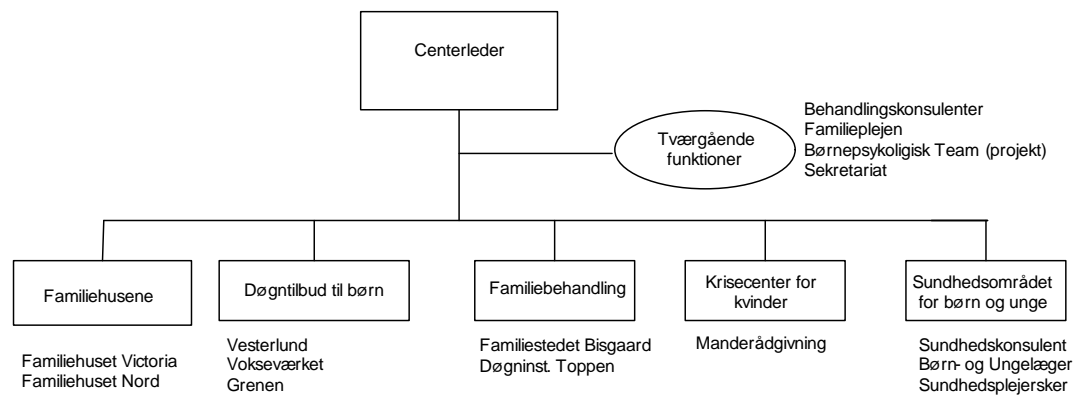 Centerleder
Tværgående
funktioner
Behandlingskonsulenter
Familieplejen
Børnepsykoligisk Team (projekt)
Sekretariat
Familiehusene
Familiehuset Victoria
Familiehuset Nord
Døgntilbud til børn
Vesterlund
Vokseværket
Grenen
Familiebehandling
Familiestedet Bisgaard
Døgninst. Toppen
Krisecenter for
kvinder
Manderådgivning
Sundhedsområdet
for børn og unge
Sundhedskonsulent
Børn- og Ungelæger
Sundhedsplejersker